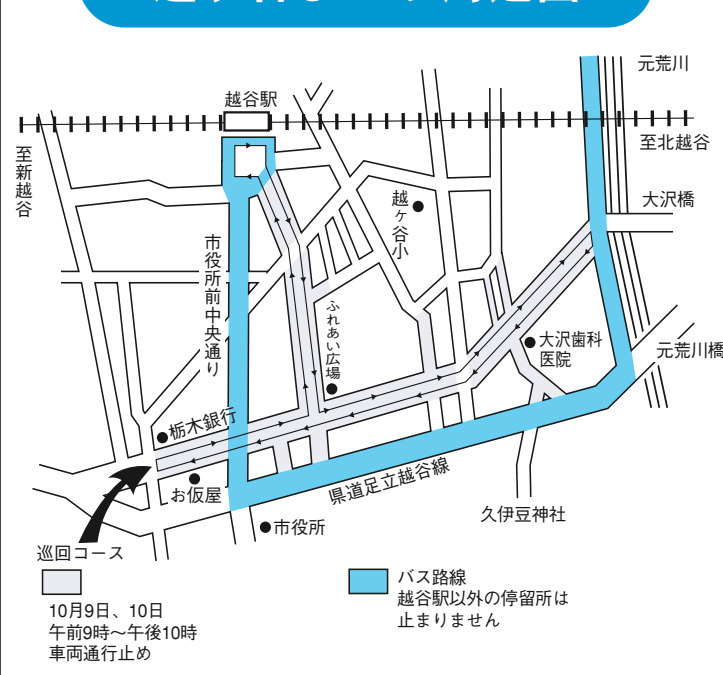 元荒川
越谷駅
至北越谷
至新越谷
大沢橋
越ヶ谷小
市役所前中央通り
ふれあい広場
大沢歯科
医院
元荒川橋
栃木銀行
お仮屋
県道足立越谷線
久伊豆神社
市役所
巡回コース
10月9日、10日
午前9時～午後10時
車両通行止め
バス路線
越谷駅以外の停留所は
止まりません